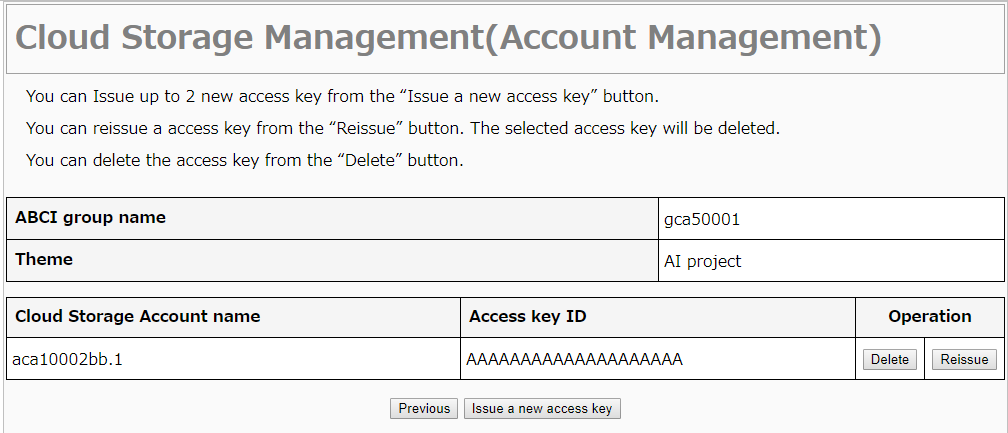 Cloud Storage Management(Account Management)
You can Issue up to 2 new access key from the “Issue a new access key” button.
You can reissue a access key from the “Reissue” button. The selected access key will be deleted.
You can delete the access key from the “Delete” button.
ABCI group name gca50001
Theme AI project
Cloud Storage Account name Access key ID Operation
aca10002bb.1 AAAAAAAAAAAAAAAAAAAAA Delete Reissue
Previous Issue a new access key